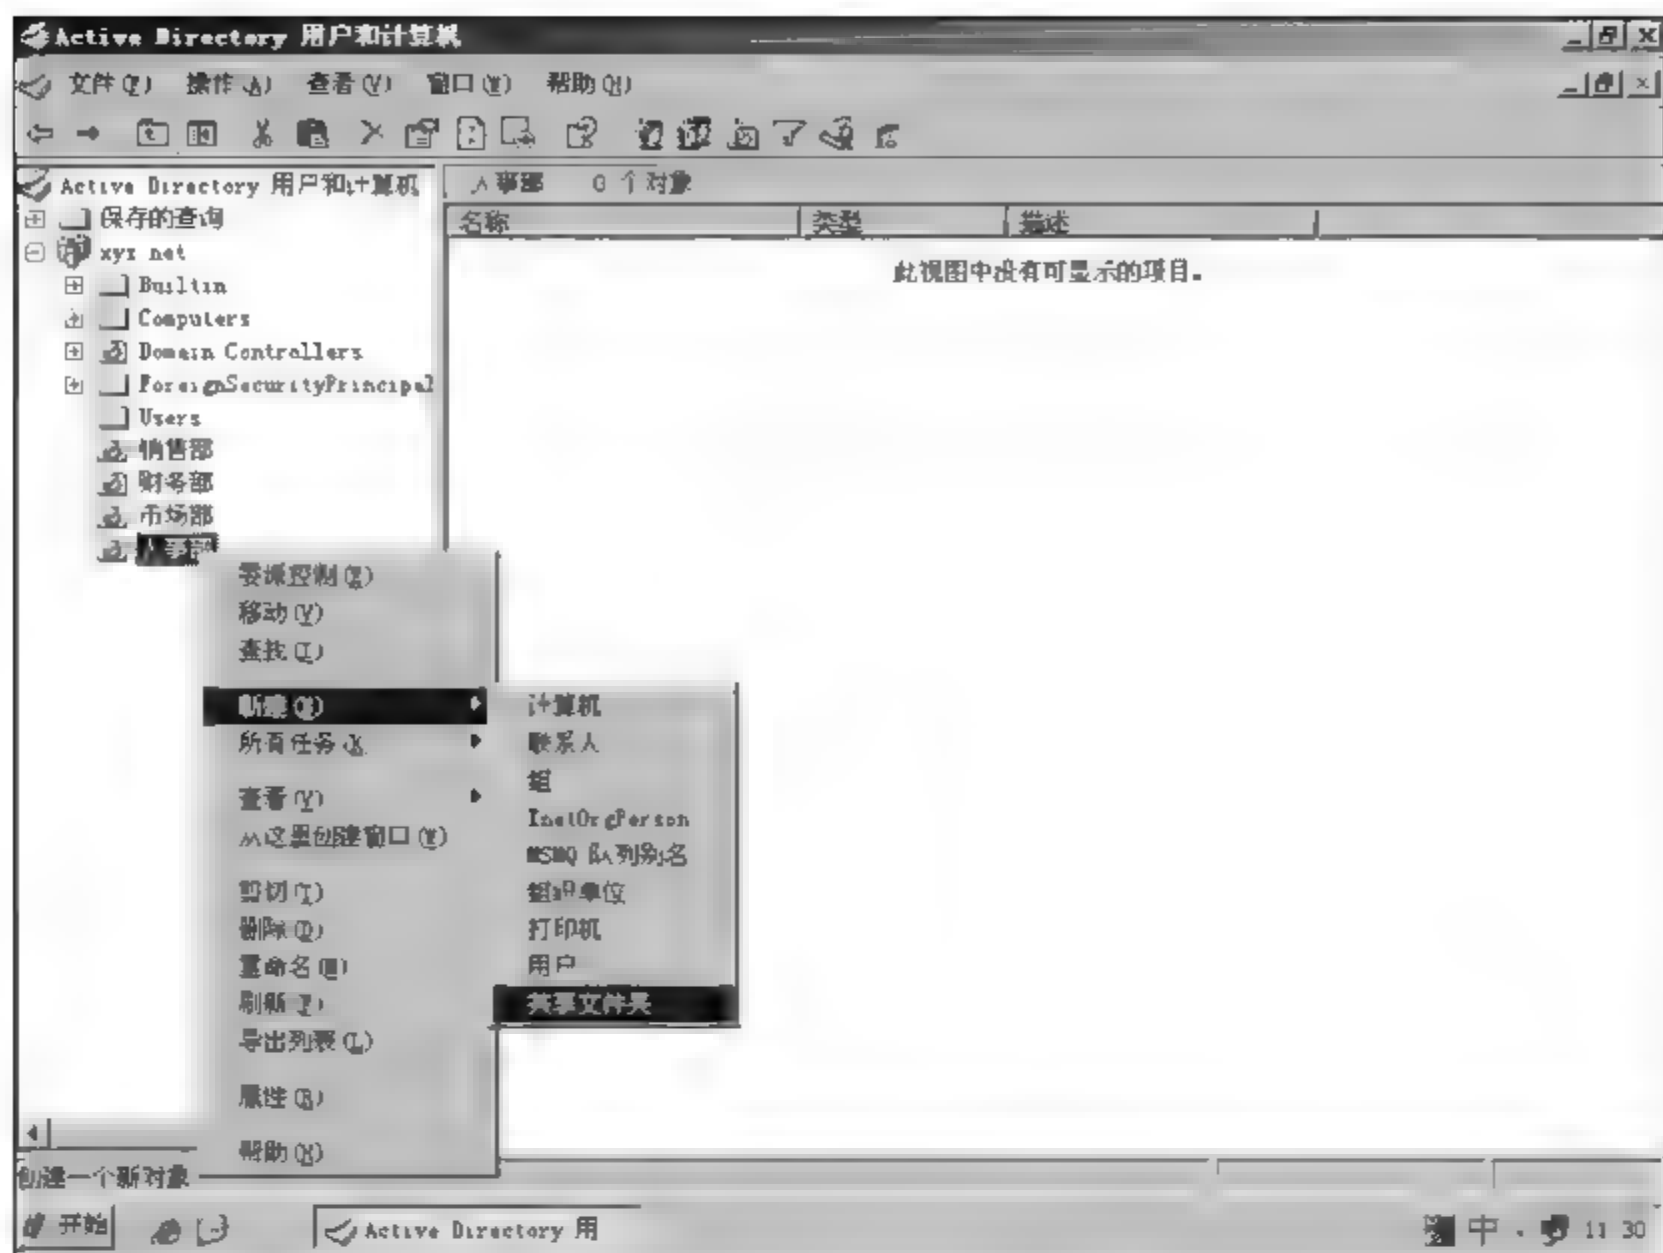 Active Directory 用户和计算机
文件(F) 操作(A) 查看(V) 窗口(W) 帮助(H)
Active Directory 用户和计算机
人事部 0 个对象
保存的查询
名称 类型 描述
xyz net
此视图中没有可显示的项目。
Builtin
Computers
Domain Controllers
ForeignSecurityPrincipal
Users
销售部
财务部
市场部
人事部
委派控制(E)
移动(V)
查找(I)
新建(N)
所有任务(K)
查看(V)
从这里创建窗口(W)
剪切(T)
删除(D)
重命名(M)
刷新(F)
导出列表(L)
属性(R)
帮助(H)
计算机
联系人
组
InetOrgPerson
MSMQ 队列别名
组织单位
打印机
用户
共享文件夹
创建一个新对象
开始 Active Directory 用 中 11 30